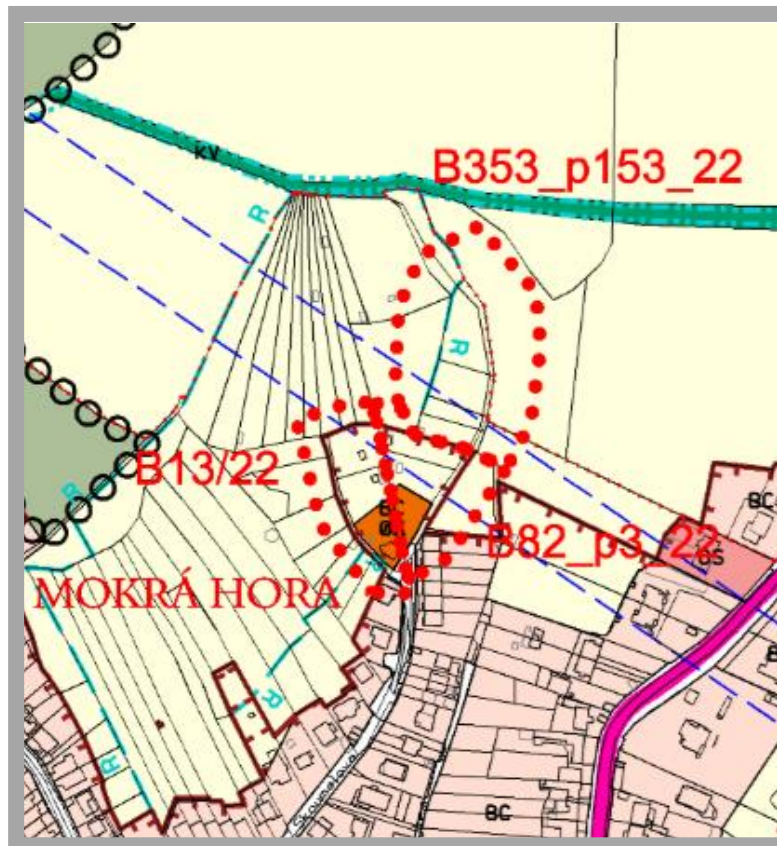 KV
B353_p153_22
R
R
B13/22
R
BC
B82_p3_22
OS
MOKRÁ HORA
R
R
BC